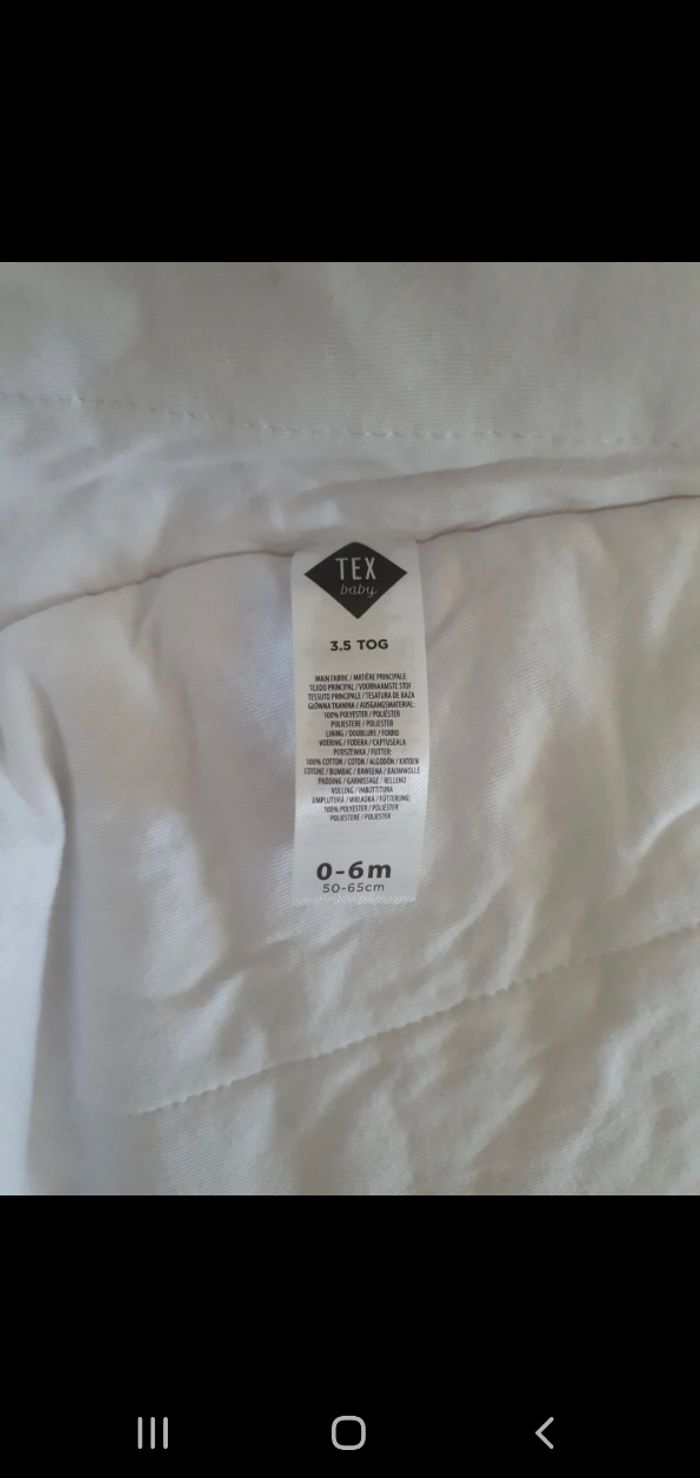 TEX
baby
3.5 TOG
MAIN FABRIC / MATIÈRE PRINCIPALE
TEJIDO PRINCIPAL / VOORNAAMSTE STOF
TESSUTO PRINCIPALE / TESATURA DE BAZA
GŁÓWNA TKANINA / AUSGANGSMATERIAL:
100% POLYESTER / POLIÉSTER
POLIESTERE / POLIESTER
LINING / DOUBLURE / FORRO
VOERING / FODERA / CAPTUSEALA
PODSZEWKA / FUTTER:
100% COTTON / COTON / ALGODÓN / KATOEN
COTONE / BUMBAC / BAWEŁNA / BAUMWOLLE
PADDING / GARNISSAGE / RELLENO
VULLING / IMBOTTITURA
UMPLUTURĂ / WKŁADKA / FÜTTERUNG:
100% POLYESTER / POLIÉSTER
POLIESTERE / POLIESTER
0-6m
50-65cm